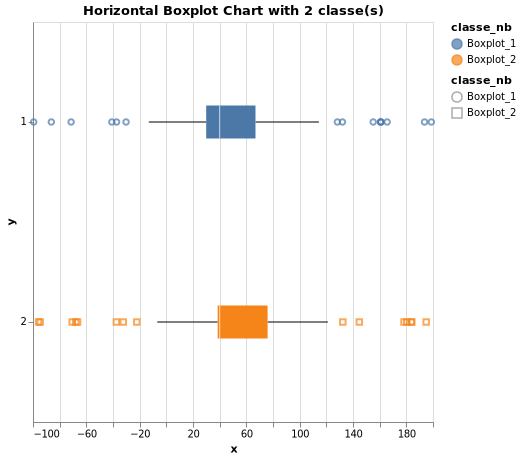 Horizontal Boxplot Chart with 2 classe(s)
classe_nb
Boxplot_1
Boxplot_2
classe_nb
Boxplot_1
Boxplot_2
1
y
2
−100 −60 −20 20 60 100 140 180
x